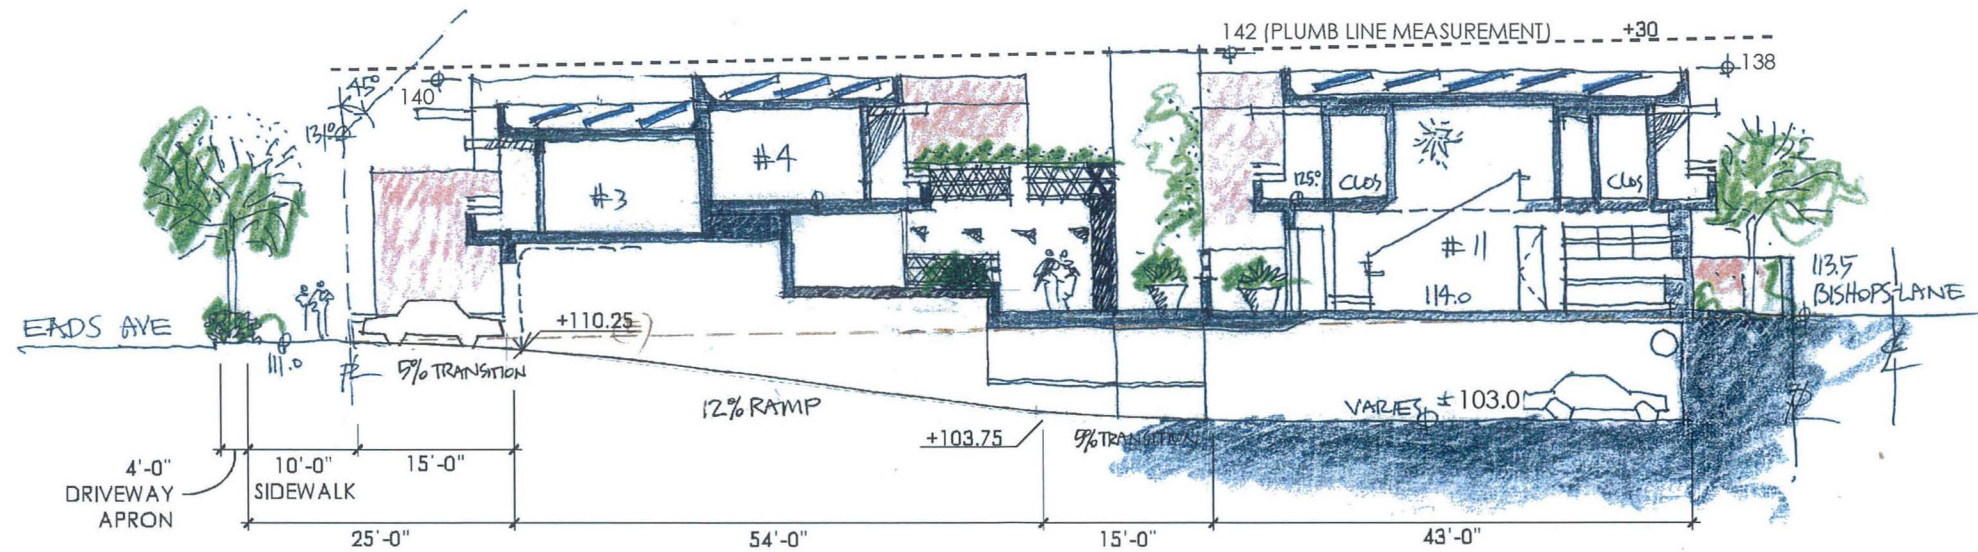 142 (PLUMB LINE MEASUREMENT)
+30
138
45°
140
131°
#3
#4
125°
CLOS
CLOS
#11
114.0
113.5
BISHOPS LANE
EADS AVE
111.0
PL
5% TRANSITION
+110.25
12% RAMP
+103.75
5% TRANSITION
VARIES ±103.0
4'-0"
DRIVEWAY
APRON
10'-0"
SIDEWALK
15'-0"
25'-0"
54'-0"
15'-0"
43'-0"